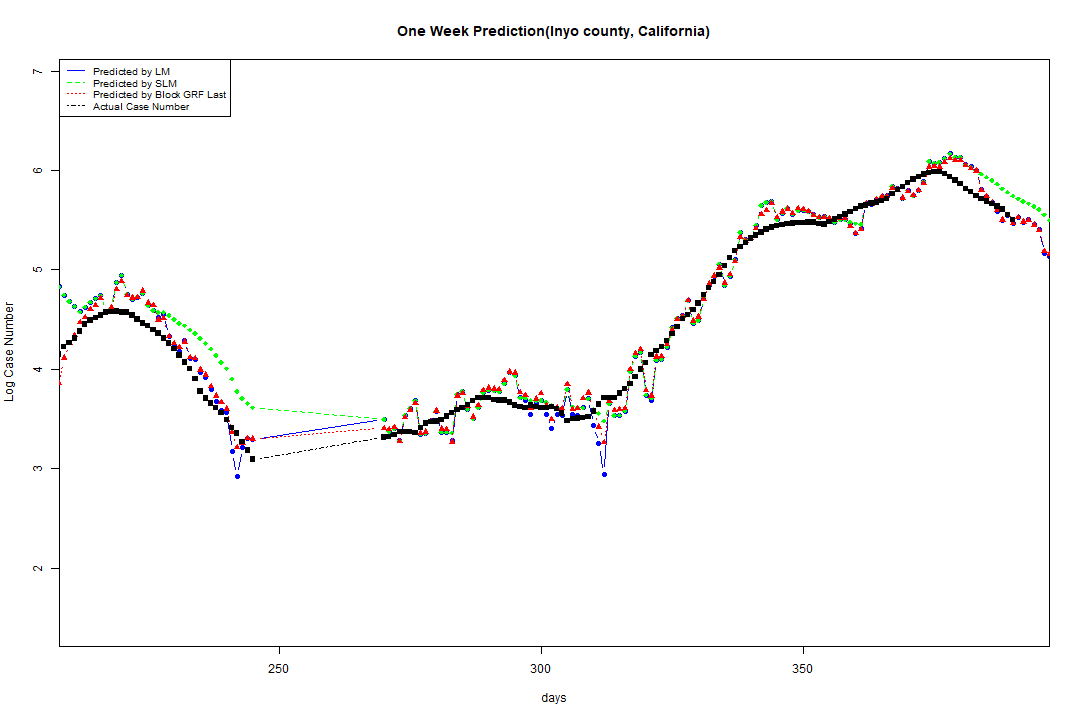 One Week Prediction(Inyo county, California)
Predicted by LM
Predicted by SLM
Predicted by Block GRF Last
Actual Case Number
7
6
5
4
3
2
Log Case Number
250 300 350
days